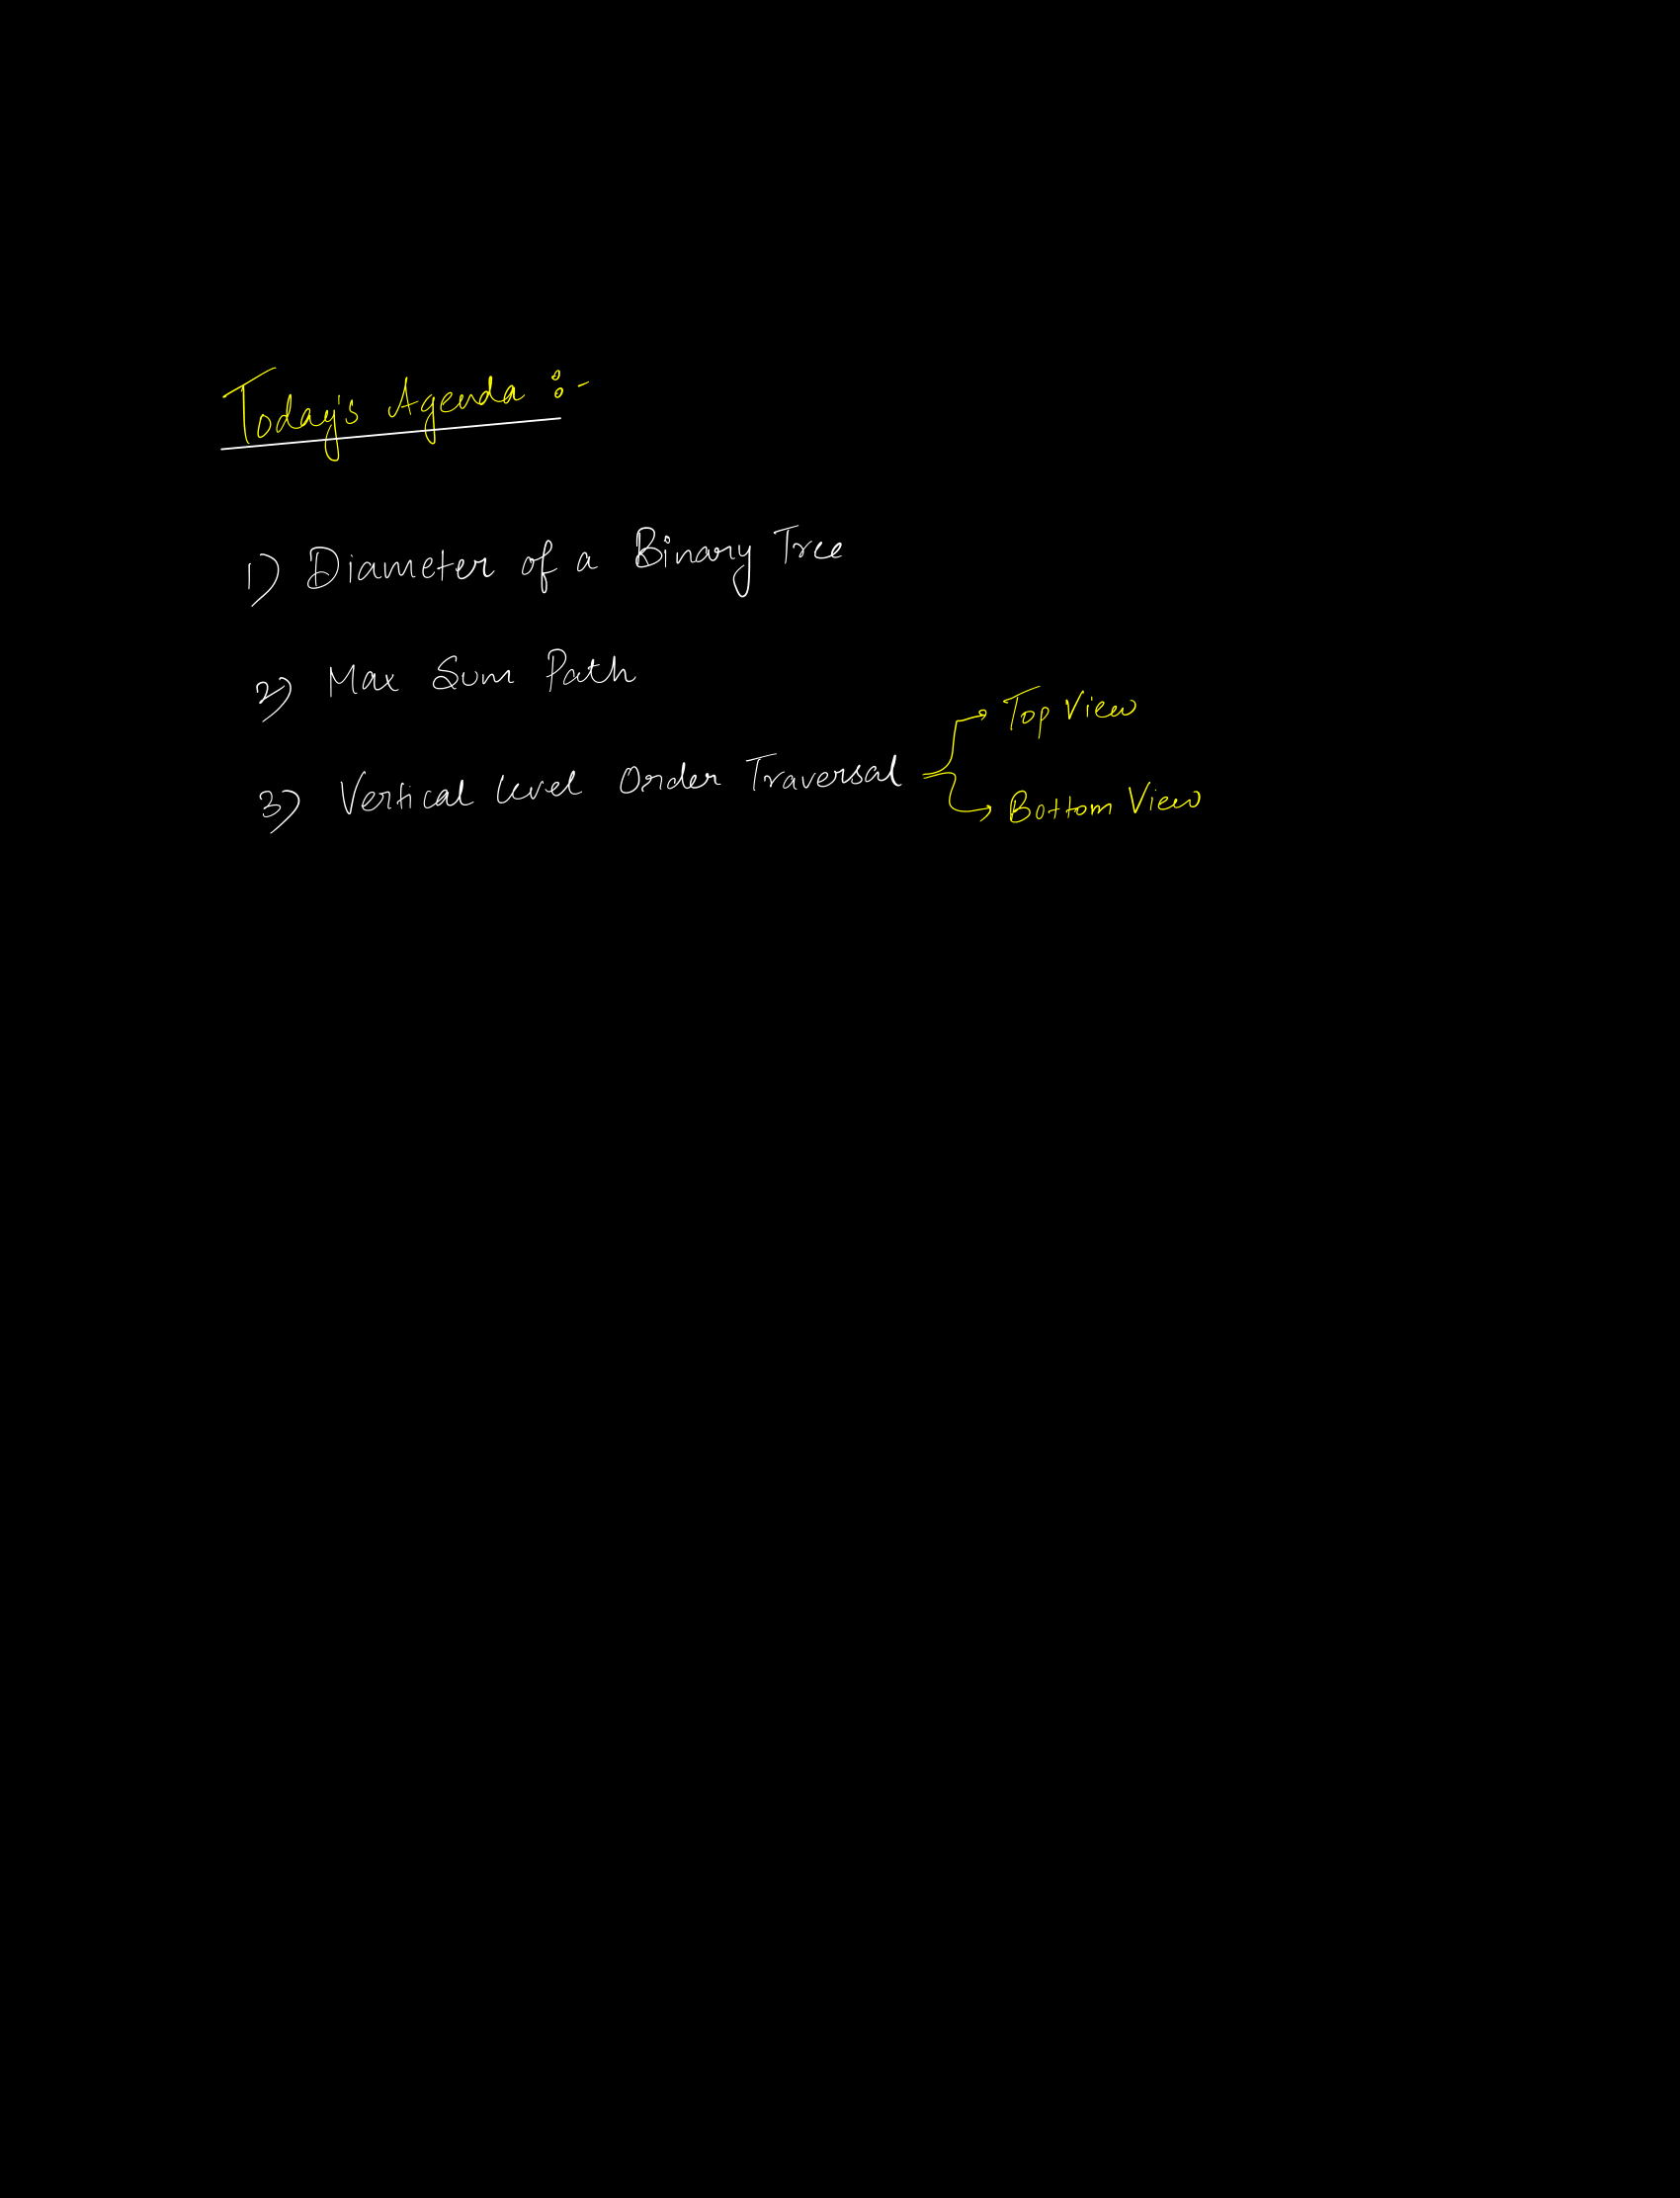 Today's Agenda :-
1) Diameter of a Binary Tree
2) Max Sum Path
3) Vertical Level Order Traversal
Top View
Bottom View